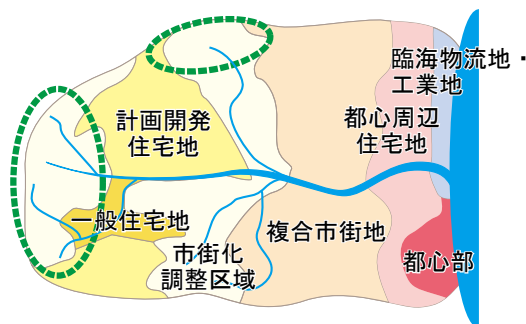 臨海物流地・
工業地
計画開発
住宅地
都心周辺
住宅地
一般住宅地
複合市街地
市街化
調整区域
都心部